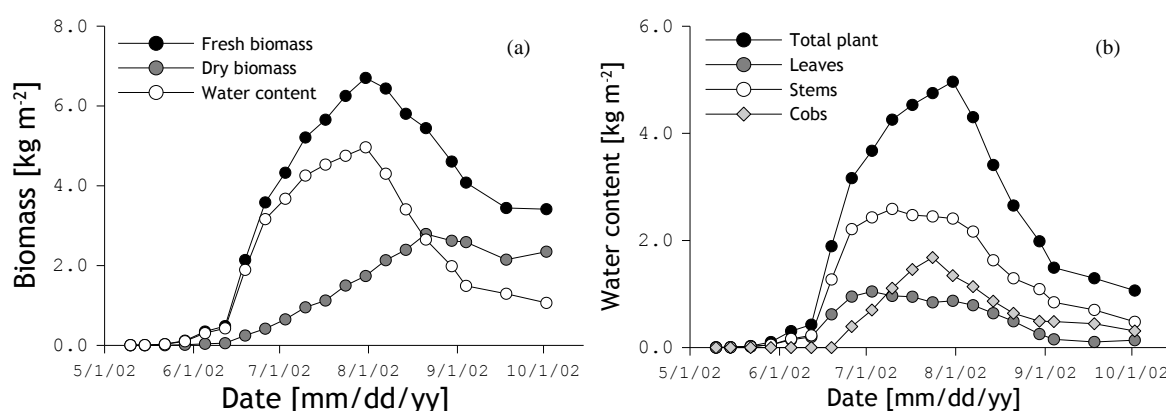 8.0
6.0
4.0
2.0
0.0
Biomass [kg m-2]
Fresh biomass
Dry biomass
Water content
(a)
5/1/02 6/1/02 7/1/02 8/1/02 9/1/02 10/1/02
Date [mm/dd/yy]
6.0
4.0
2.0
0.0
Water content [kg m-2]
Total plant
Leaves
Stems
Cobs
(b)
5/1/02 6/1/02 7/1/02 8/1/02 9/1/02 10/1/02
Date [mm/dd/yy]